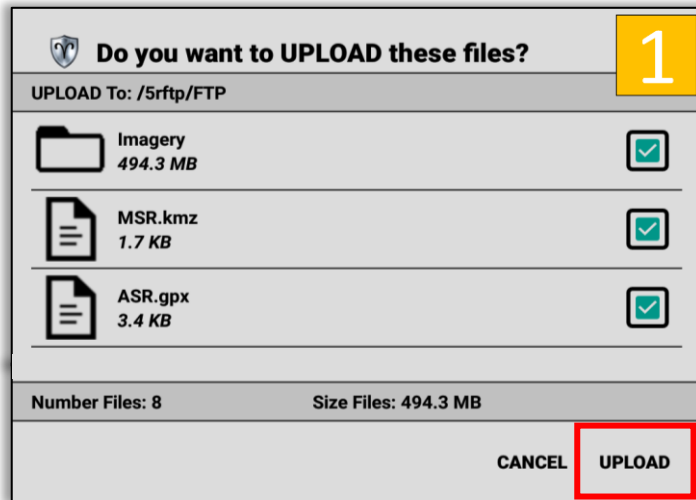 Do you want to UPLOAD these files?
1
UPLOAD To: /5rftp/FTP
Imagery
494.3 MB
MSR.kmz
1.7 KB
ASR.gpx
3.4 KB
Number Files: 8 Size Files: 494.3 MB
CANCEL UPLOAD